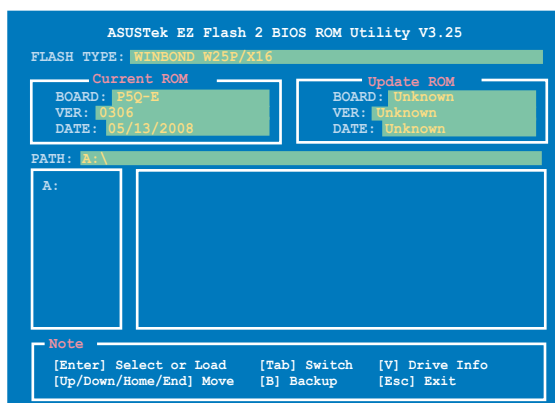 ASUSTek EZ Flash 2 BIOS ROM Utility V3.25
FLASH TYPE: WINBOND W25P/X16
Current ROM
BOARD: P5Q-E
VER: 0306
DATE: 05/13/2008
Update ROM
BOARD: Unknown
VER: Unknown
DATE: Unknown
PATH: A:\
A:
Note
[Enter] Select or Load [Tab] Switch [V] Drive Info
[Up/Down/Home/End] Move [B] Backup [Esc] Exit